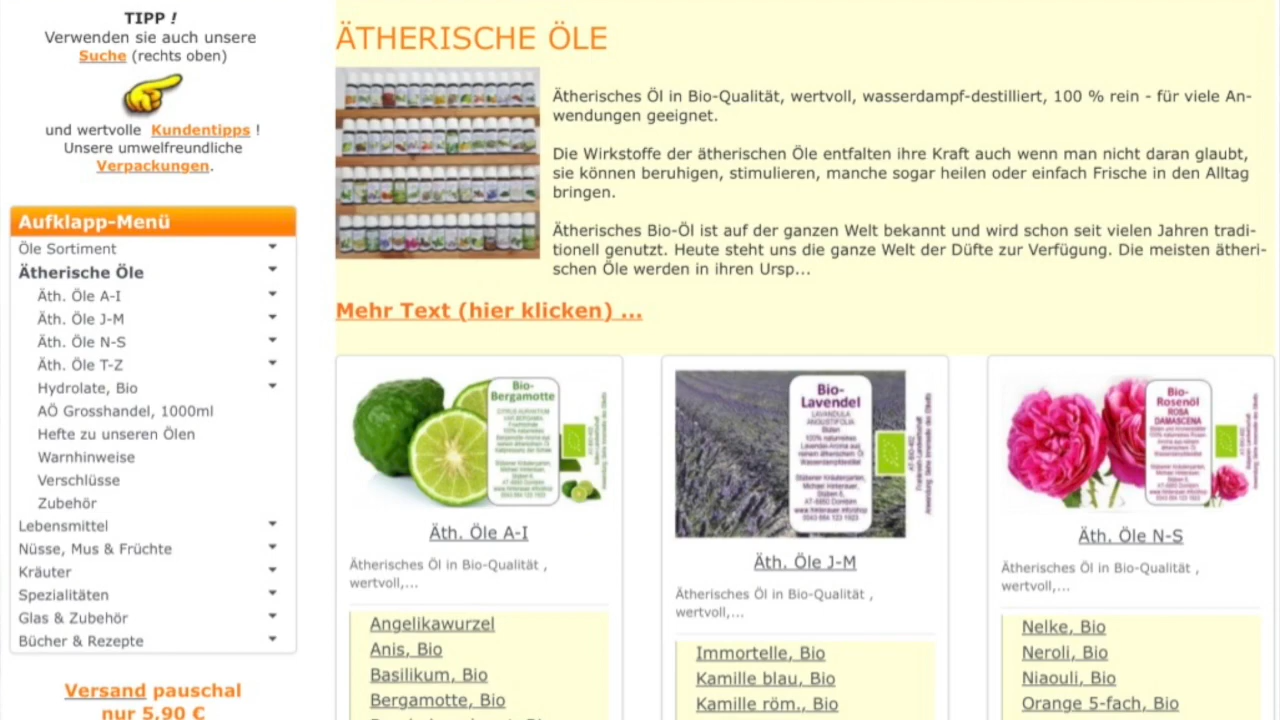 TIPP !
Verwenden sie auch unsere
Suche (rechts oben)
und wertvolle Kundentipps !
Unsere umwelfreundliche
Verpackungen.
Aufklapp-Menü
Öle Sortiment
Ätherische Öle
Äth. Öle A-I
Äth. Öle J-M
Äth. Öle N-S
Äth. Öle T-Z
Hydrolate, Bio
AÖ Grosshandel, 1000ml
Hefte zu unseren Ölen
Warnhinweise
Verschlüsse
Zubehör
Lebensmittel
Nüsse, Mus & Früchte
Kräuter
Spezialitäten
Glas & Zubehör
Bücher & Rezepte
Versand pauschal
nur 5,90 €
ÄTHERISCHE ÖLE
Ätherisches Öl in Bio-Qualität, wertvoll, wasserdampf-destilliert, 100 % rein - für viele An-
wendungen geeignet.
Die Wirkstoffe der ätherischen Öle entfalten ihre Kraft auch wenn man nicht daran glaubt,
sie können beruhigen, stimulieren, manche sogar heilen oder einfach Frische in den Alltag
bringen.
Ätherisches Bio-Öl ist auf der ganzen Welt bekannt und wird schon seit vielen Jahren tradi-
tionell genutzt. Heute steht uns die ganze Welt der Düfte zur Verfügung. Die meisten ätheri-
schen Öle werden in ihren Ursp...
Mehr Text (hier klicken) ...
Bio-
Bergamotte
Äth. Öle A-I
Ätherisches Öl in Bio-Qualität ,
wertvoll,...
Angelikawurzel
Anis, Bio
Basilikum, Bio
Bergamotte, Bio
Bio-
Lavendel
LAVANDULA
ANGUSTIFOLIA
Äth. Öle J-M
Ätherisches Öl in Bio-Qualität ,
wertvoll,...
Immortelle, Bio
Kamille blau, Bio
Kamille röm., Bio
Bio-
Rosenöl
ROSA
DAMASCENA
Äth. Öle N-S
Ätherisches Öl in Bio-Qualität ,
wertvoll,...
Nelke, Bio
Neroli, Bio
Niaouli, Bio
Orange 5-fach, Bio